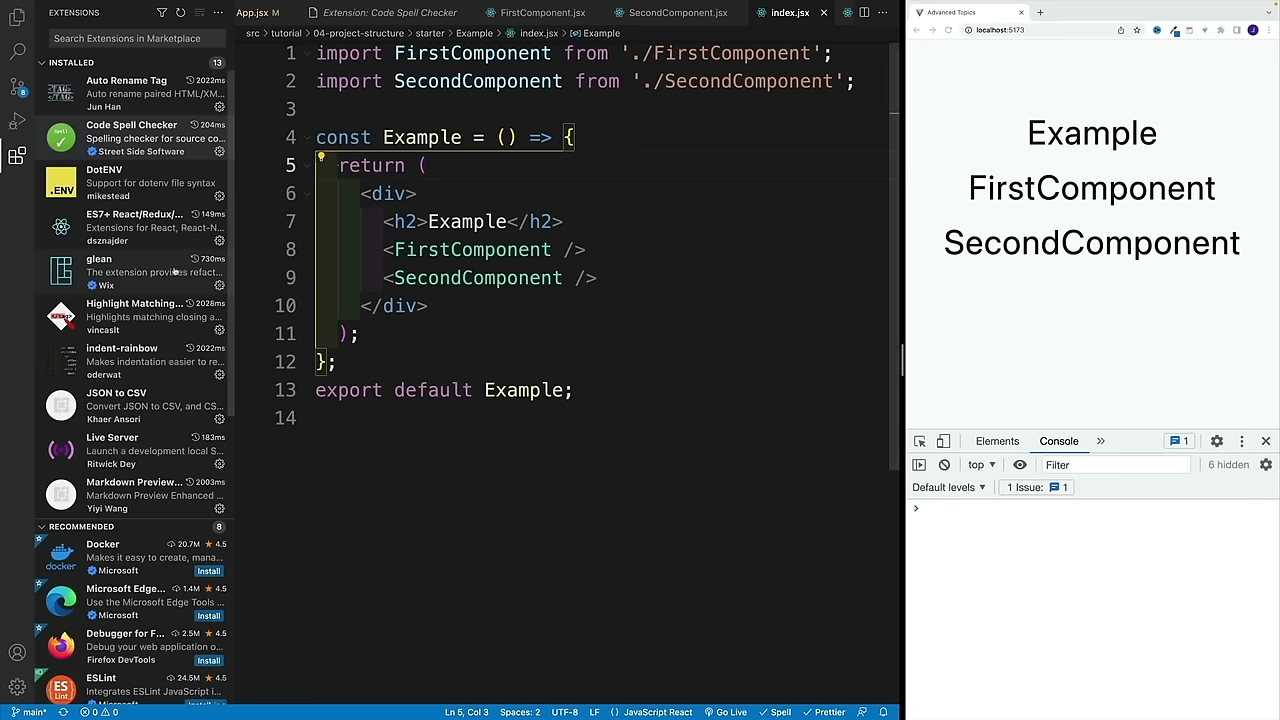 EXTENSIONS
Search Extensions in Marketplace
INSTALLED 13
Auto Rename Tag 2022ms
Auto rename paired HTML/XM...
Jun Han
Code Spell Checker 204ms
Spelling checker for source co...
Street Side Software
DotENV
Support for dotenv file syntax
mikestead
ES7+ React/Redux/... 149ms
Extensions for React, React-N...
dsznajder
glean 730ms
The extension provides refact...
Wix
Highlight Matching... 2028ms
Highlights matching closing a...
vincaslt
indent-rainbow 2022ms
Makes indentation easier to re...
oderwat
JSON to CSV
Convert JSON to CSV, and CS...
Khaer Ansori
Live Server 183ms
Launch a development local S...
Ritwick Dey
Markdown Preview... 2003ms
Markdown Preview Enhanced ...
Yiyi Wang
RECOMMENDED 8
Docker 20.7M 4.5
Makes it easy to create, mana...
Microsoft Install
Microsoft Edge... 1.4M 4.5
Use the Microsoft Edge Tools ...
Microsoft Install
Debugger for F... 2.5M 4.5
Debug your web application o...
Firefox DevTools Install
ESLint 24.5M 4.5
Integrates ESLint JavaScript i...
App.jsx M Extension: Code Spell Checker FirstComponent.jsx SecondComponent.jsx index.jsx
src > tutorial > 04-project-structure > starter > Example > index.jsx > Example
1 import FirstComponent from './FirstComponent';
2 import SecondComponent from './SecondComponent';
3
4 const Example = () => {
5 return (
6 <div>
7 <h2>Example</h2>
8 <FirstComponent />
9 <SecondComponent />
10 </div>
11 );
12 };
13 export default Example;
14
main* 0 0 Ln 5, Col 3 Spaces: 2 UTF-8 LF {} JavaScript React Go Live Spell Prettier
Advanced Topics
localhost:5173
Example
FirstComponent
SecondComponent
Elements Console 1
top Filter 6 hidden
Default levels 1 Issue: 1